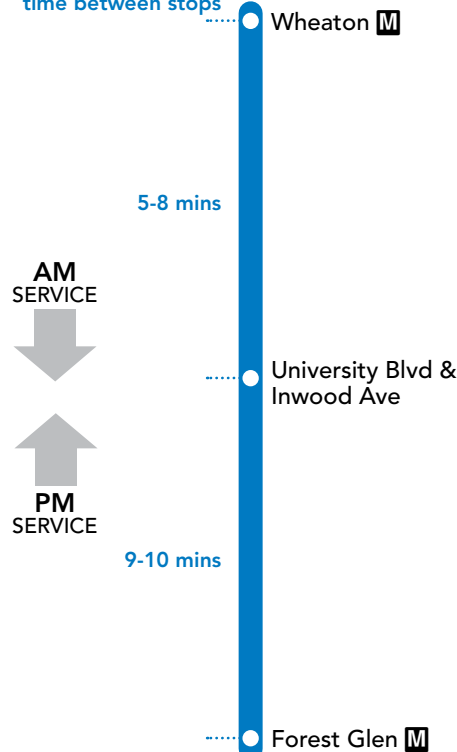 time between stops
Wheaton M
5-8 mins
AM
SERVICE
University Blvd &
Inwood Ave
PM
SERVICE
9-10 mins
Forest Glen M